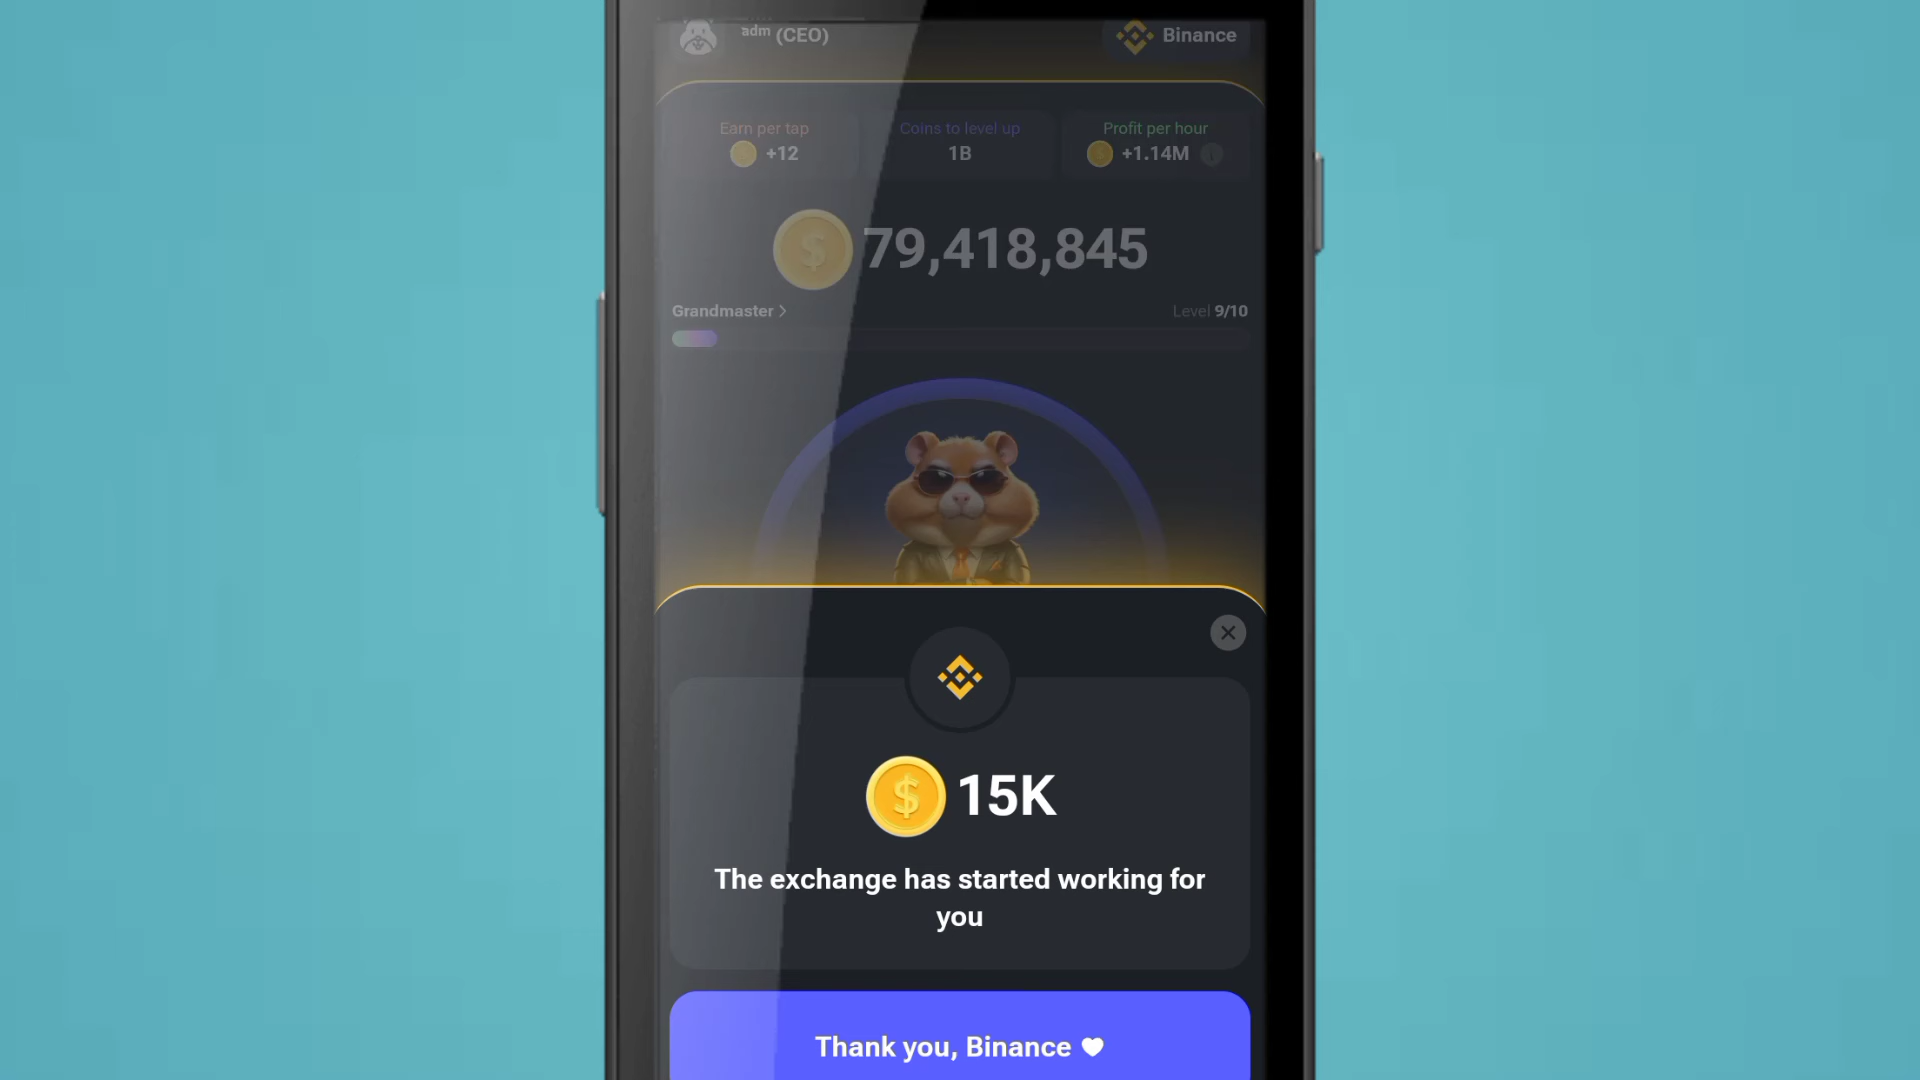 adm (CEO)
Binance
Earn per tap
Coins to level up
Profit per hour
+12
1B
+1.14M
79,418,845
Grandmaster >
Level 9/10
15K
The exchange has started working for
you
Thank you, Binance